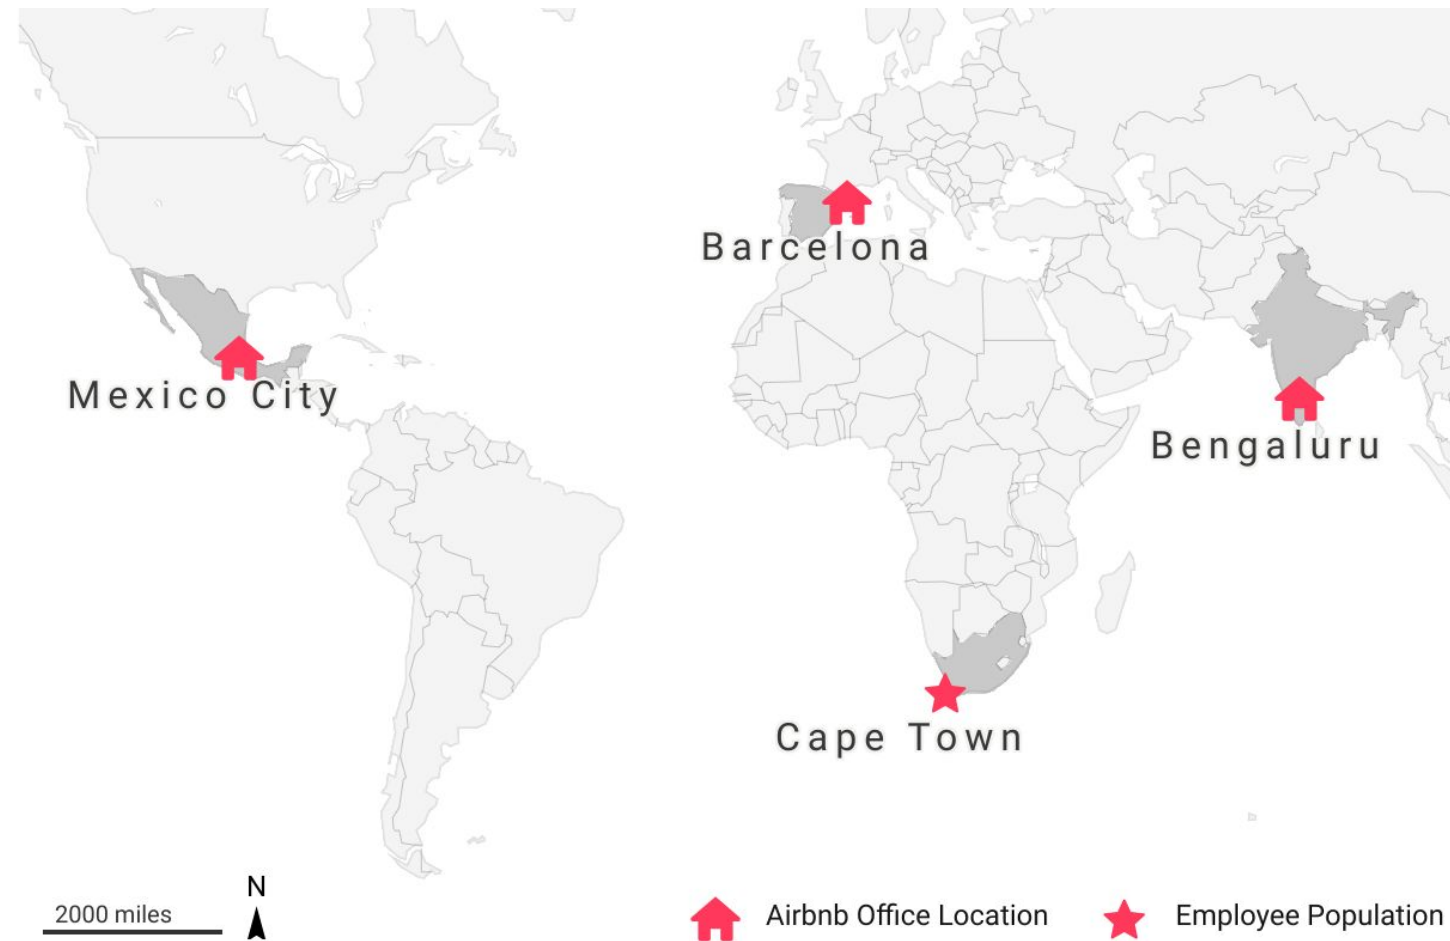 Barcelona
Mexico City
Bengaluru
Cape Town
N
2000 miles
Airbnb Office Location
Employee Population